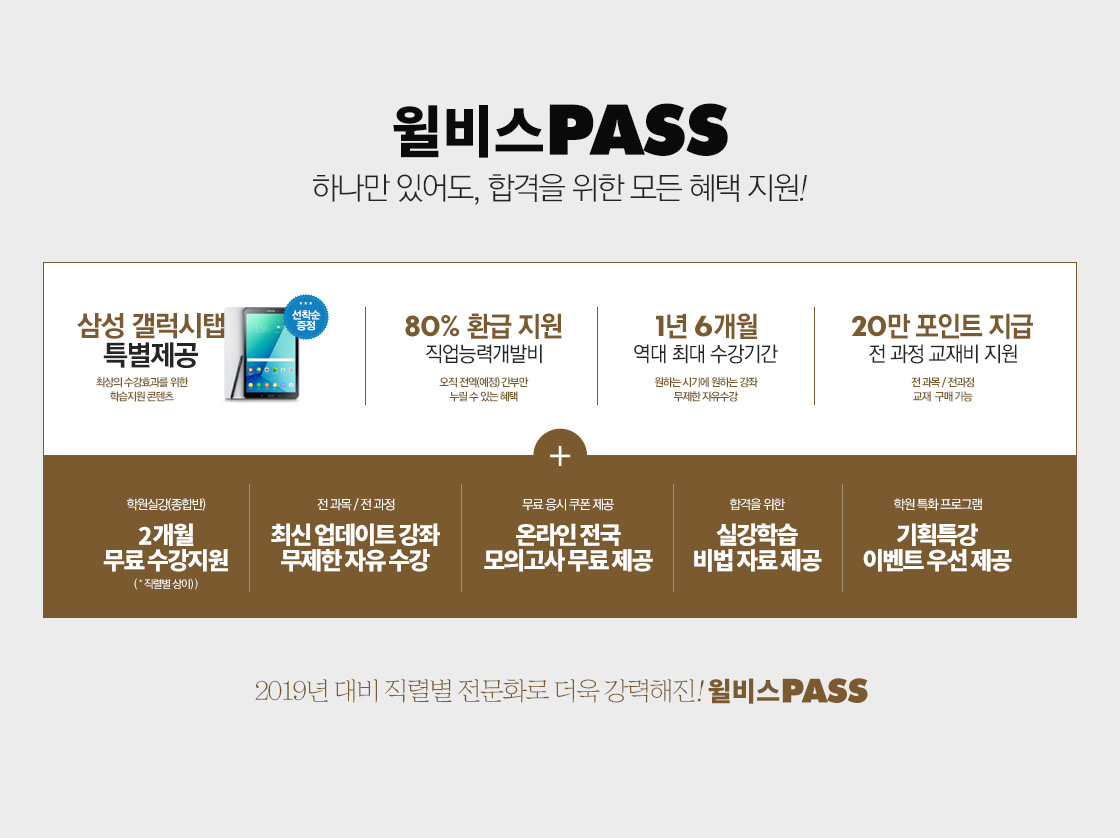 윌비스PASS
하나만 있어도, 합격을 위한 모든 혜택 지원!
삼성 갤럭시탭
특별제공
최상의 수강효과를 위한
학습지원 콘텐츠
선착순
증정
80% 환급 지원
직업능력개발비
오직 전역(예정) 간부만
누릴 수 있는 혜택
1년 6개월
역대 최대 수강기간
원하는 시기에 원하는 강좌
무제한 자유수강
20만 포인트 지급
전 과정 교재비 지원
전 과목 / 전과정
교재 구매 가능
+
학원실강(종합반)
2개월
무료 수강지원
( * 직렬별 상이) )
전 과목 / 전 과정
최신 업데이트 강좌
무제한 자유 수강
무료 응시 쿠폰 제공
온라인 전국
모의고사 무료 제공
합격을 위한
실강학습
비법 자료 제공
학원 특화 프로그램
기획특강
이벤트 우선 제공
2019년 대비 직렬별 전문화로 더욱 강력해진! 윌비스PASS